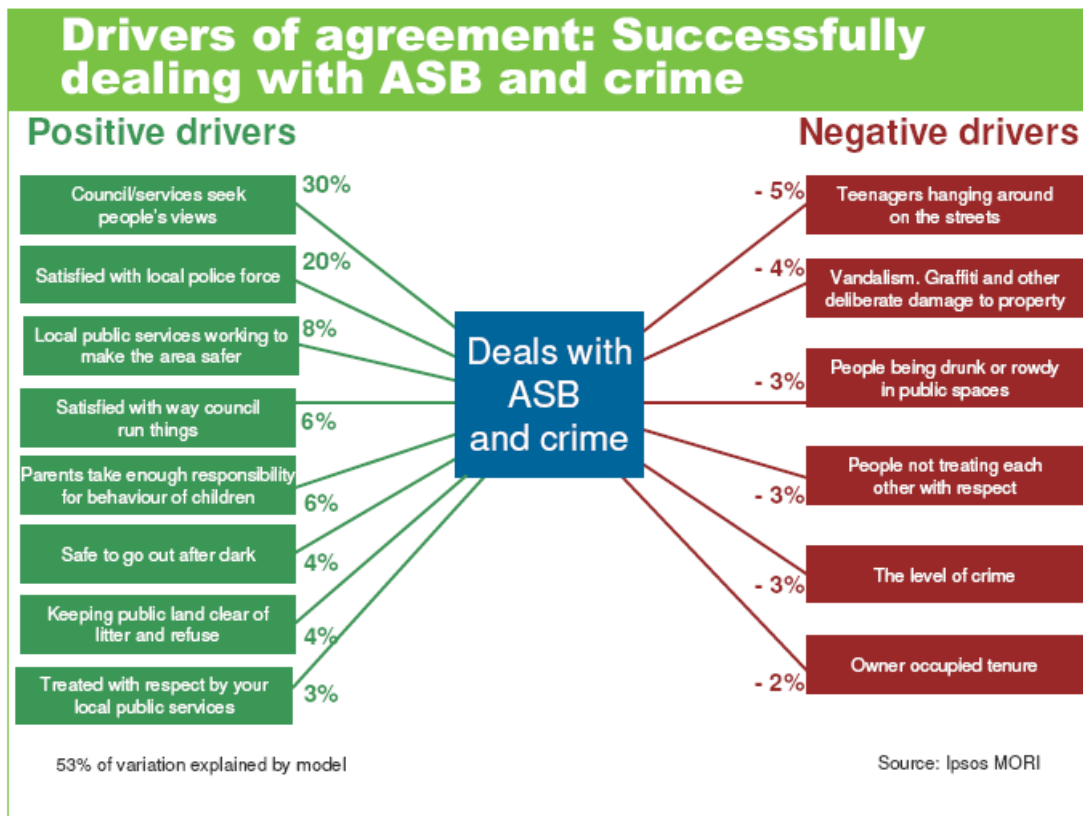 Drivers of agreement: Successfully
dealing with ASB and crime
Positive drivers
Council/services seek
people's views
30%
Satisfied with local police force
20%
Local public services working to
make the area safer
8%
Satisfied with way council
run things
6%
Parents take enough responsibility
for behaviour of children
6%
Safe to go out after dark
4%
Keeping public land clear of
litter and refuse
4%
Treated with respect by your
local public services
3%
Deals with
ASB
and crime
Negative drivers
- 5%
Teenagers hanging around
on the streets
- 4%
Vandalism. Graffiti and other
deliberate damage to property
- 3%
People being drunk or rowdy
in public spaces
- 3%
People not treating each
other with respect
- 3%
The level of crime
- 2%
Owner occupied tenure
53% of variation explained by model
Source: Ipsos MORI